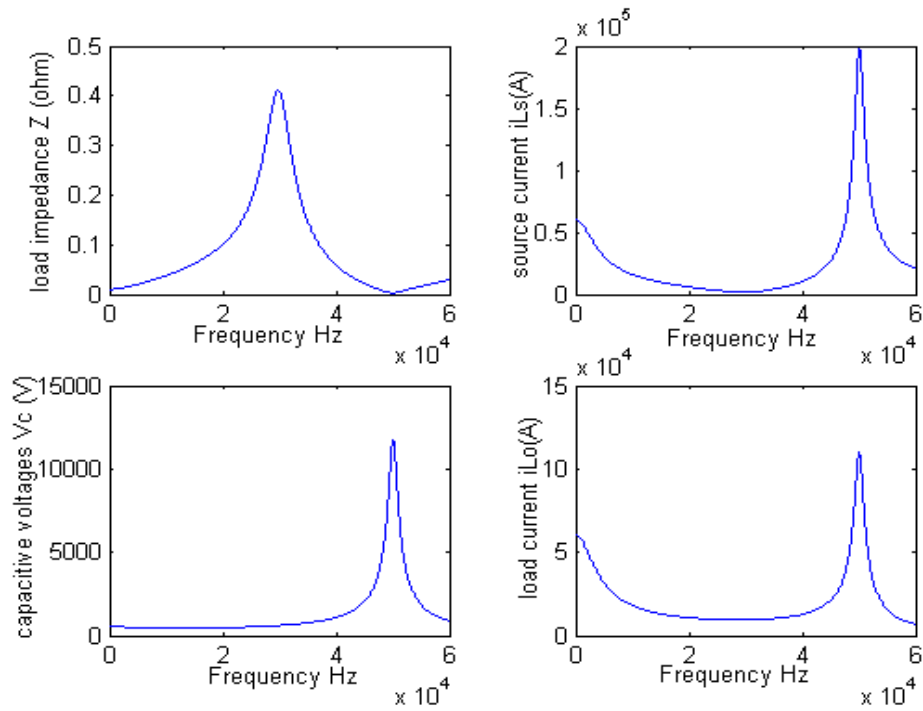 load impedance Z (ohm)
0.5
0.4
0.3
0.2
0.1
0
0 2 4 6
Frequency Hz
x 10^4
x 10^5
source current iLs(A)
2
1.5
1
0.5
0
0 2 4 6
Frequency Hz
x 10^4
capacitive voltages Vc (V)
15000
10000
5000
0
0 2 4 6
Frequency Hz
x 10^4
x 10^4
load current iLo(A)
15
10
5
0
0 2 4 6
Frequency Hz
x 10^4